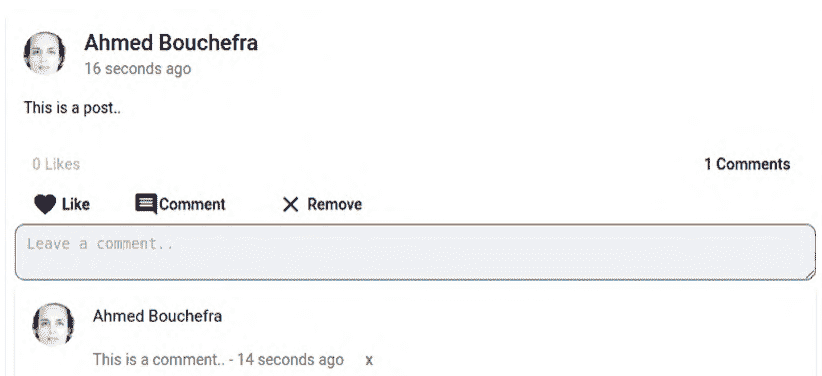 Ahmed Bouchefra
16 seconds ago
This is a post..
0 Likes 1 Comments
Like Comment Remove
Leave a comment..
Ahmed Bouchefra
This is a comment.. - 14 seconds ago x